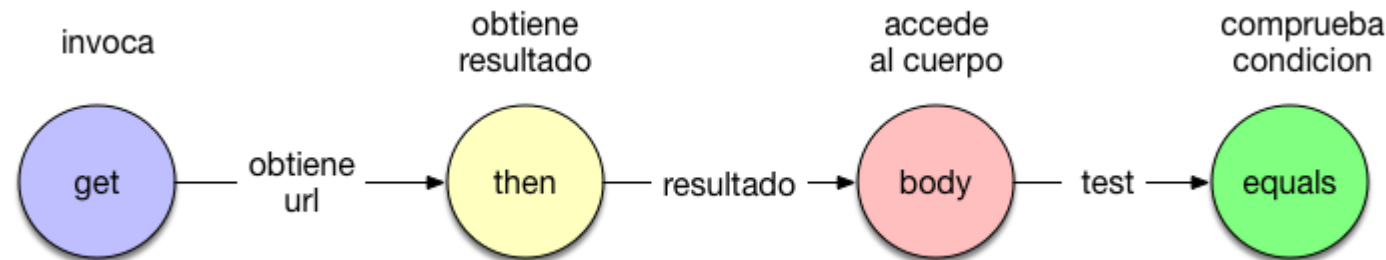 invoca
obtiene
resultado
accede
al cuerpo
comprueba
condicion
get
obtiene
url
then
resultado
body
test
equals